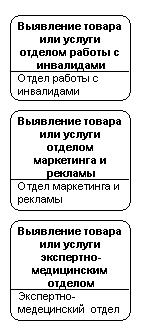 Выявление товара
или услуги
отделом работы с
инвалидами
Отдел работы с
инвалидами
Выявление товара
или услуги
отделом
маркетинга и
рекламы
Отдел маркетинга и
рекламы
Выявление товара
или услуги
экспертно-
медицинским
отделом
Экспертно-
медецинский отдел